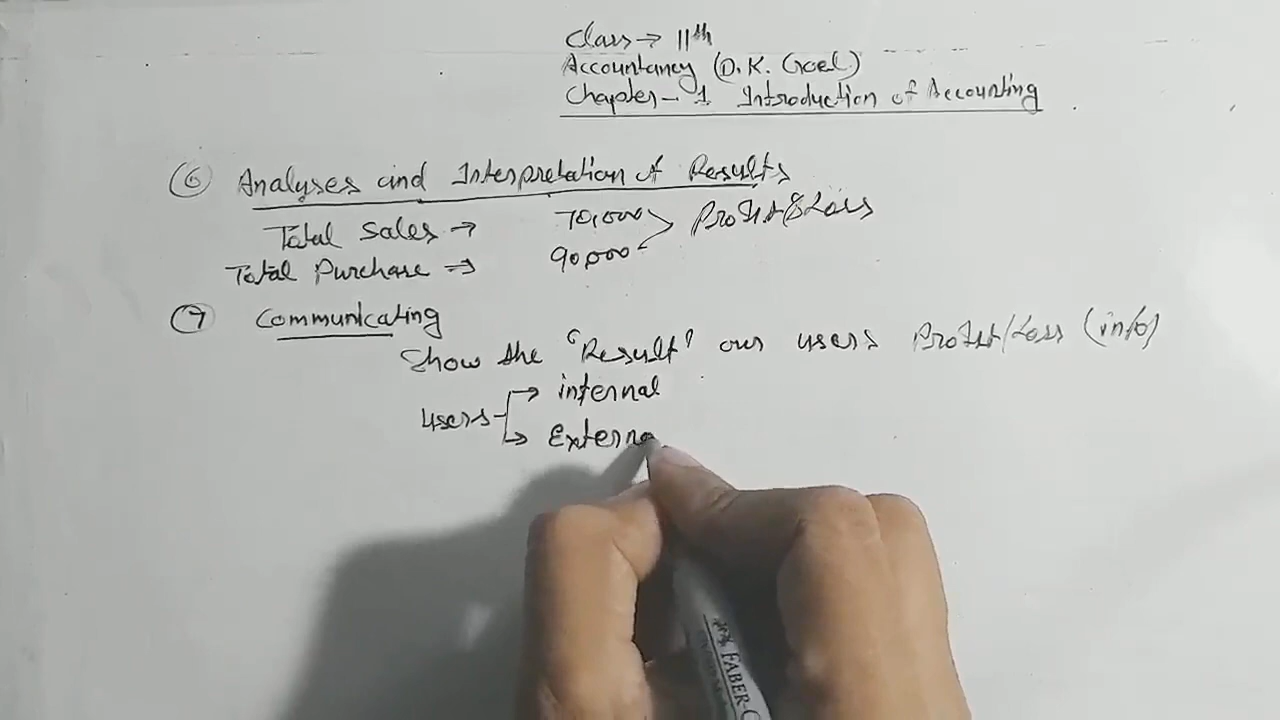 Class → 11th
Accountancy (D.K. Goel)
Chapter - 1 Introduction of Accounting
(6) Analyses and Interpretation of Results
Total Sales → 70,000 Profit & Loss
Total Purchase → 90,000
(7) Communicating
Show the "Result" our users Profit/Loss (info)
users → internal
→ Externa
FABER-C